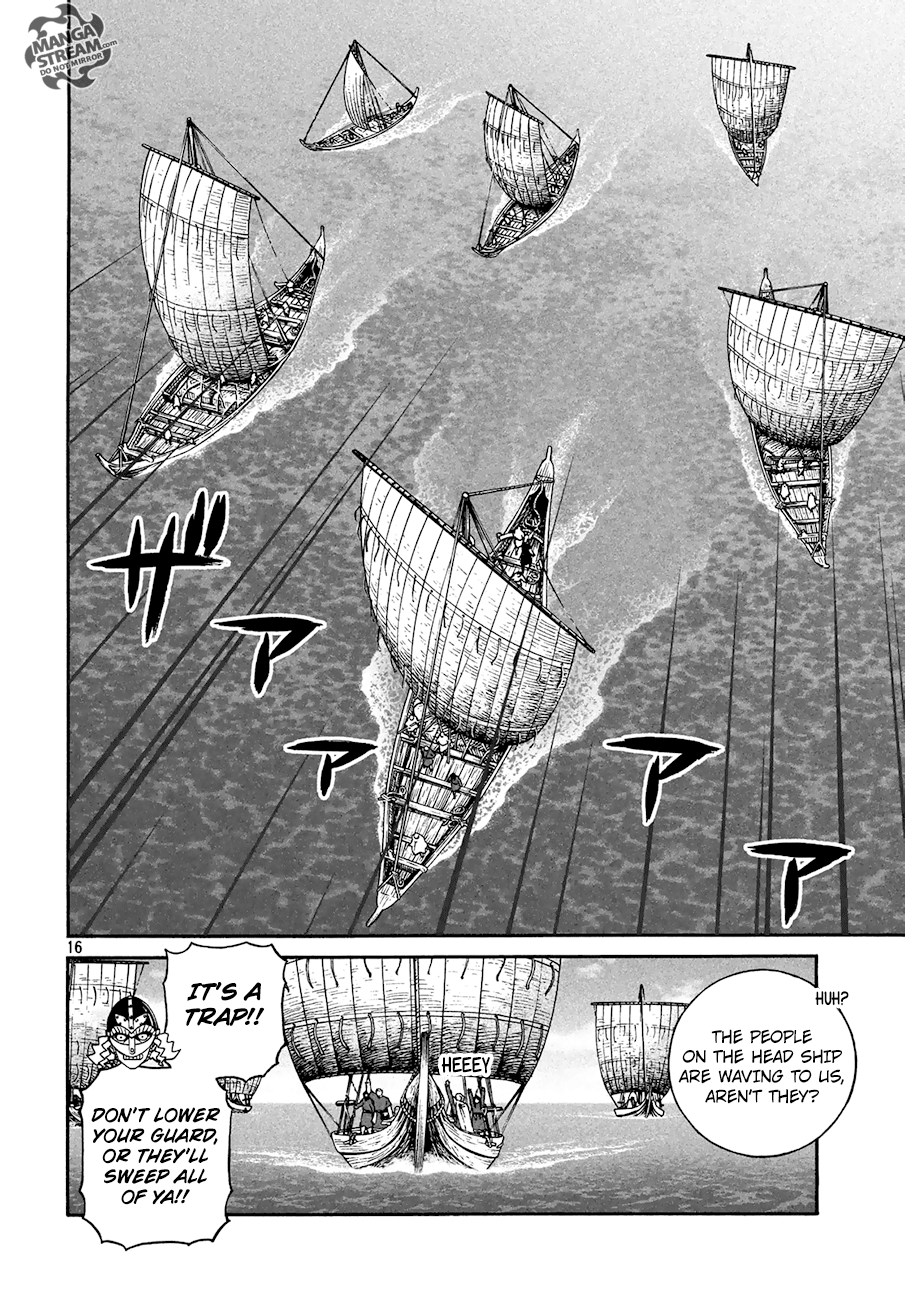 MANGA
STREAM.com
DO NOT MIRROR
ザ
ア
ア
ア
ア
16
HUH?
THE PEOPLE
ON THE HEAD SHIP
ARE WAVING TO US,
AREN'T THEY?
HEEEY
IT'S A
TRAP!!
DON'T LOWER
YOUR GUARD,
OR THEY'LL
SWEEP ALL
OF YA!!